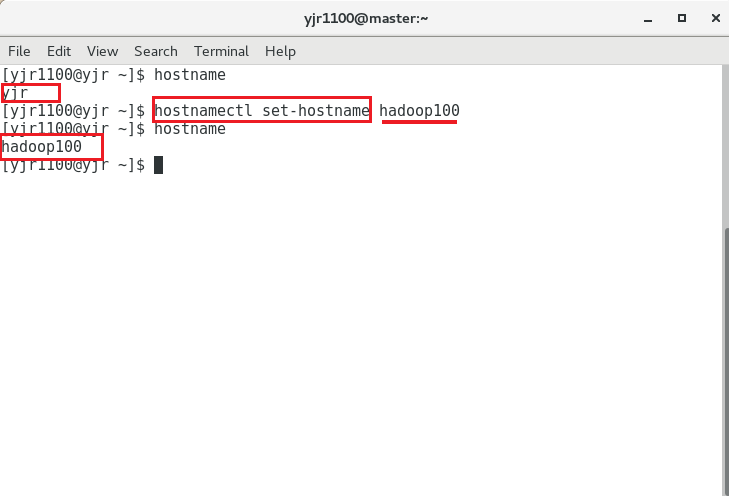 yjr1100@master:~
File Edit View Search Terminal Help
[yjr1100@yjr ~]$ hostname
yjr
[yjr1100@yjr ~]$ hostnamectl set-hostname hadoop100
[yjr1100@yjr ~]$ hostname
hadoop100
[yjr1100@yjr ~]$